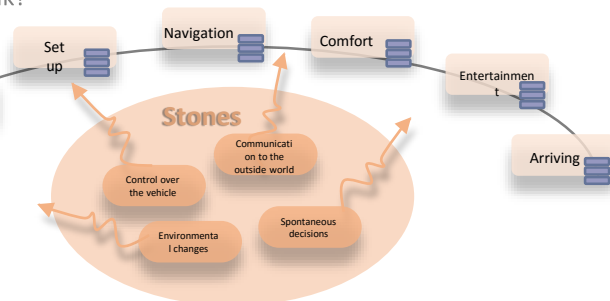 Set
up
Navigation
Comfort
Entertainmen
t
Arriving
Stones
Communicati
on to the
outside world
Control over
the vehicle
Spontaneous
decisions
Environmenta
l changes